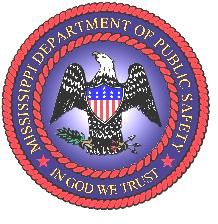 MISSISSIPPI DEPARTMENT OF PUBLIC SAFETY
IN GOD WE TRUST